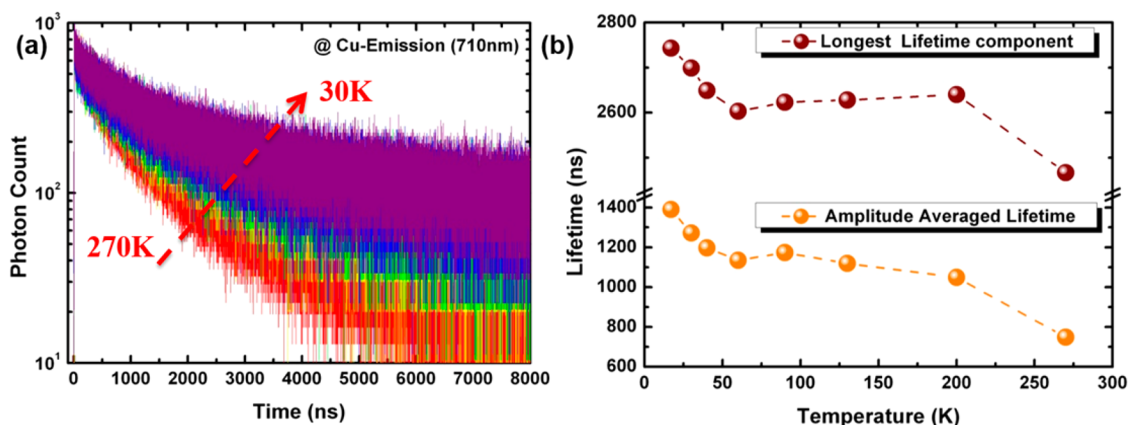 (a)
@ Cu-Emission (710nm)
30K
270K
Photon Count
10³
10²
10¹
0 1000 2000 3000 4000 5000 6000 7000 8000
Time (ns)
(b)
Longest Lifetime component
Amplitude Averaged Lifetime
Lifetime (ns)
2800
2600
1400
1200
1000
800
600
0 50 100 150 200 250 300
Temperature (K)